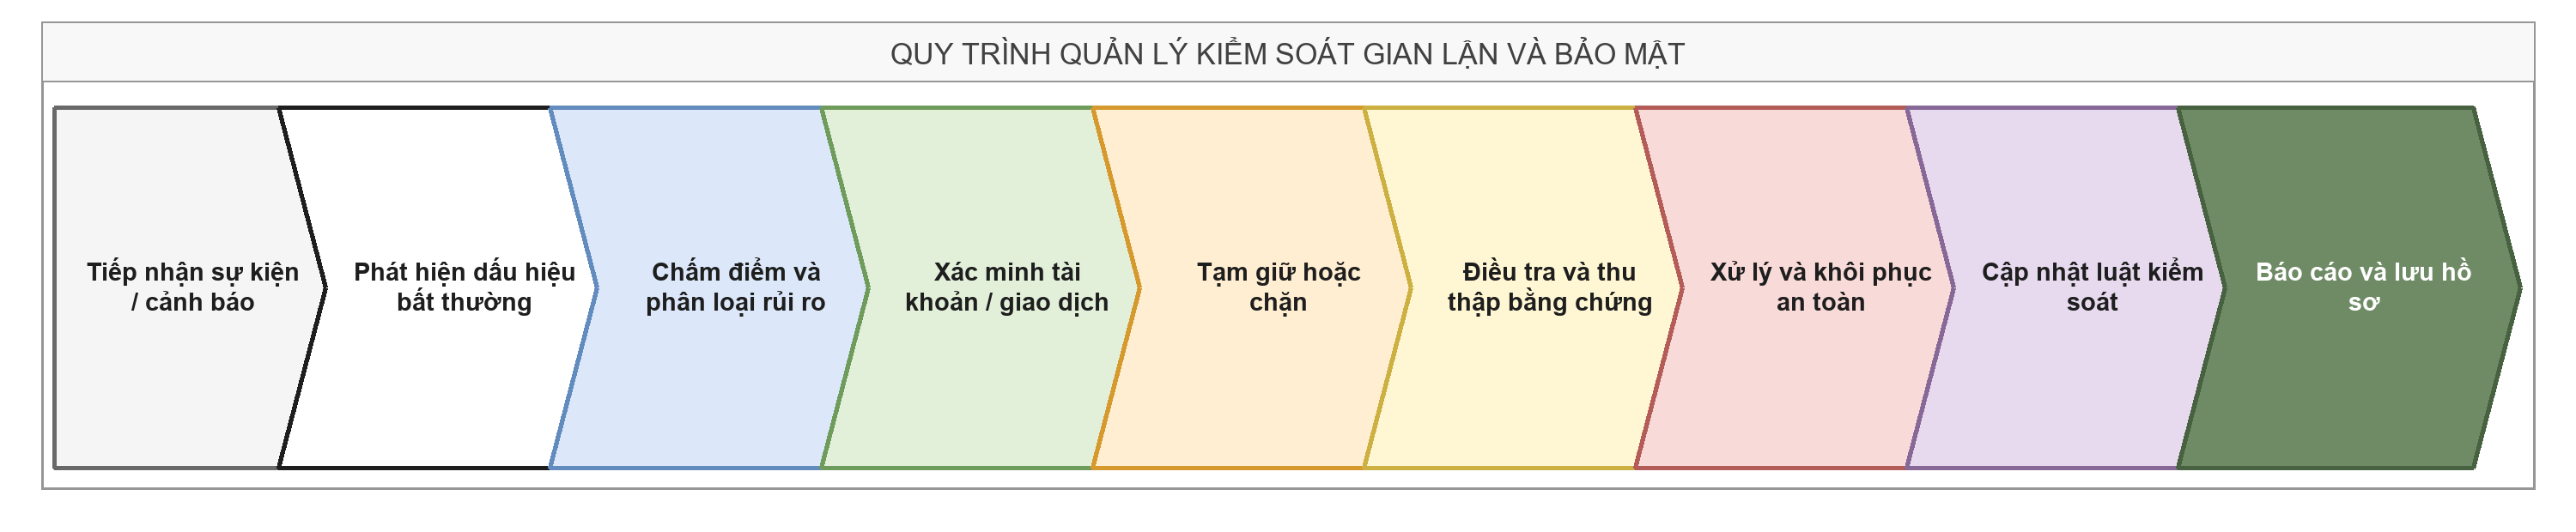 QUY TRÌNH QUẢN LÝ KIỂM SOÁT GIAN LẬN VÀ BẢO MẬT
Tiếp nhận sự kiện
/ cảnh báo
Phát hiện dấu hiệu
bất thường
Chấm điểm và
phân loại rủi ro
Xác minh tài
khoản / giao dịch
Tạm giữ hoặc
chặn
Điều tra và thu
thập bằng chứng
Xử lý và khôi phục
an toàn
Cập nhật luật kiểm
soát
Báo cáo và lưu hồ
sơ